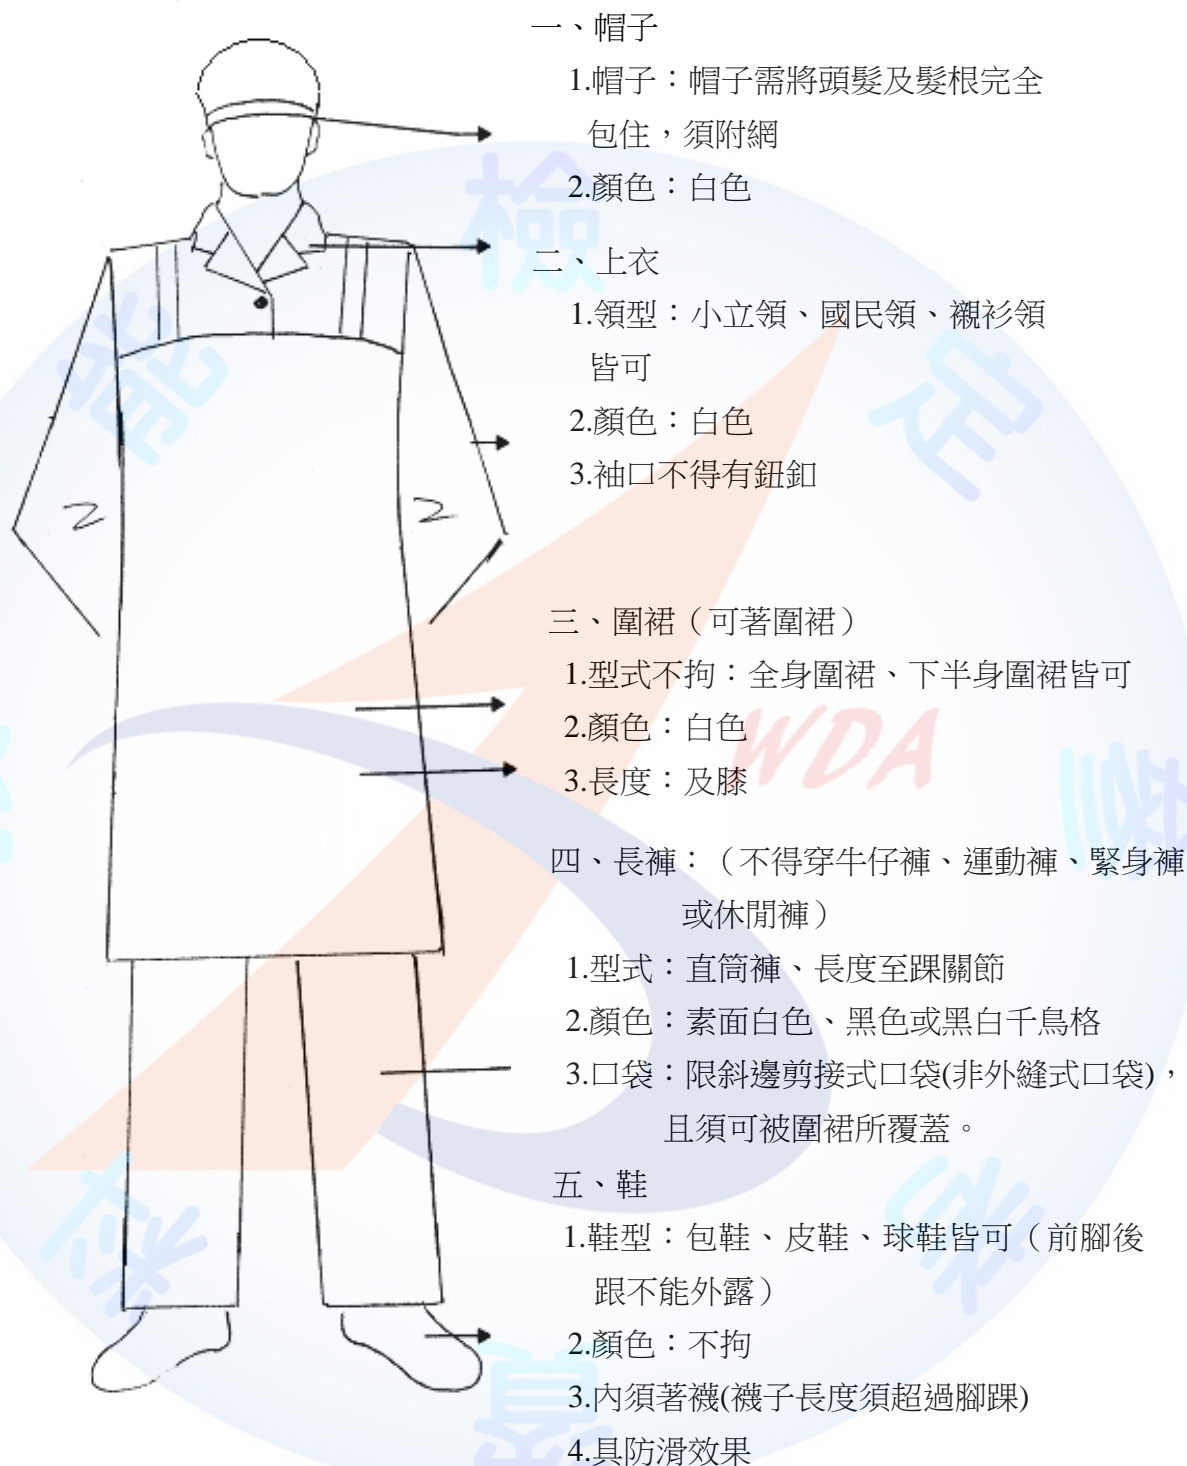 一、帽子
1.帽子：帽子需將頭髮及髮根完全
包住，須附網
2.顏色：白色
二、上衣
1.領型：小立領、國民領、襯衫領
皆可
2.顏色：白色
3.袖口不得有鈕釦
三、圍裙（可著圍裙）
1.型式不拘：全身圍裙、下半身圍裙皆可
2.顏色：白色
3.長度：及膝
四、長褲：（不得穿牛仔褲、運動褲、緊身褲
或休閒褲）
1.型式：直筒褲、長度至踝關節
2.顏色：素面白色、黑色或黑白千鳥格
3.口袋：限斜邊剪接式口袋(非外縫式口袋)，
且須可被圍裙所覆蓋。
五、鞋
1.鞋型：包鞋、皮鞋、球鞋皆可（前腳後
跟不能外露）
2.顏色：不拘
3.內須著襪(襪子長度須超過腳踝)
4.具防滑效果
WDA
能
檢
定